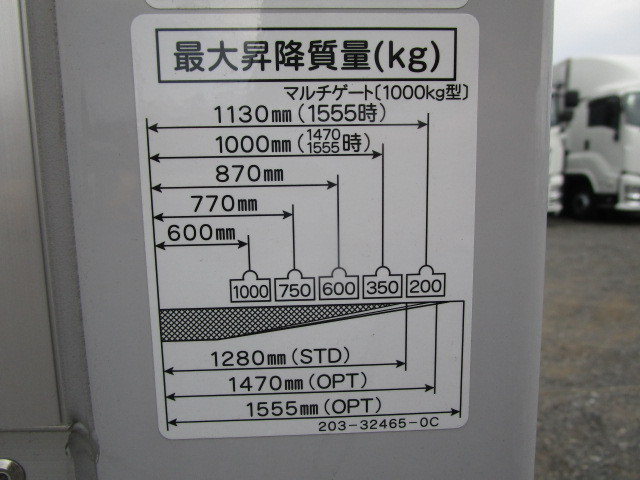 最大昇降質量(kg)
マルチゲート〔1000kg型〕
1130mm(1555時)
1000mm(1470 1555時)
870mm
770mm
600mm
1000 750 600 350 200
1280mm(STD)
1470mm(OPT)
1555mm(OPT)
203-32465-0C